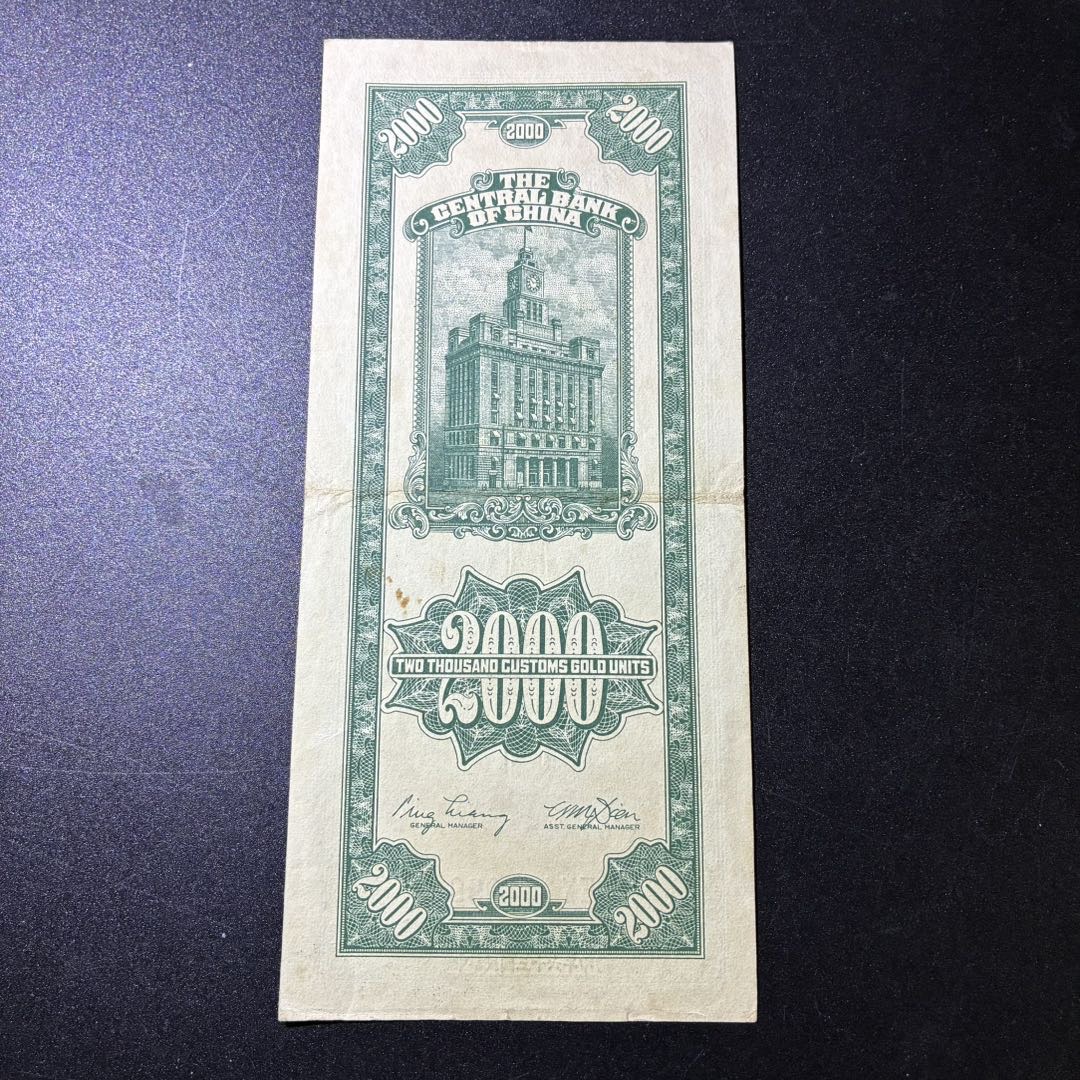 2000
2000
2000
THE
CENTRAL BANK
OF CHINA
2000
TWO THOUSAND CUSTOMS GOLD UNITS
GENERAL MANAGER
ASST. GENERAL MANAGER
2000
2000
2000